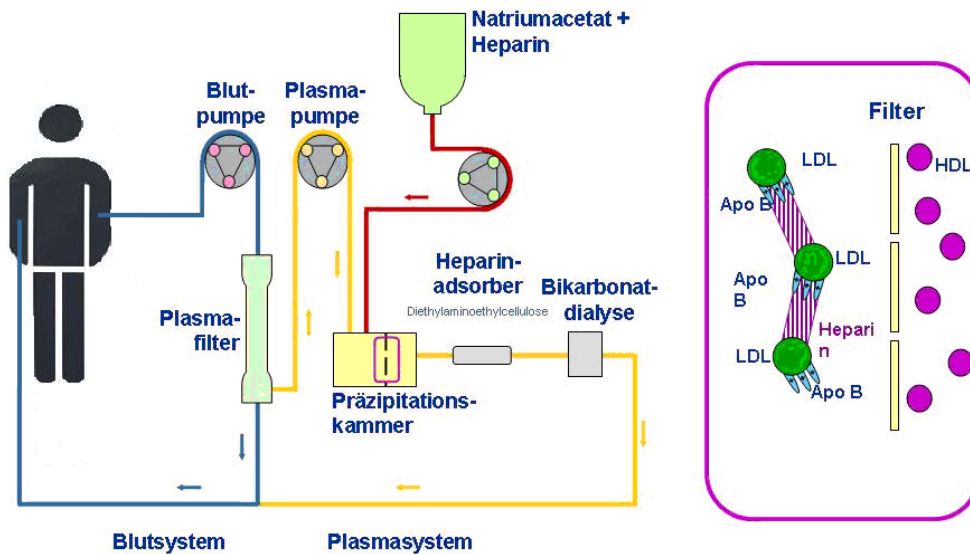 Natriumacetat +
Heparin
Blut-
pumpe
Plasma-
pumpe
Plasma-
filter
Heparin-
adsorber
Diethylaminoethylcellulose
Bikarbonat-
dialyse
Präzipitations-
kammer
Blutsystem
Plasmasystem
Filter
LDL
HDL
Apo B
LDL
Apo
B
Hepari
n
LDL
Apo B